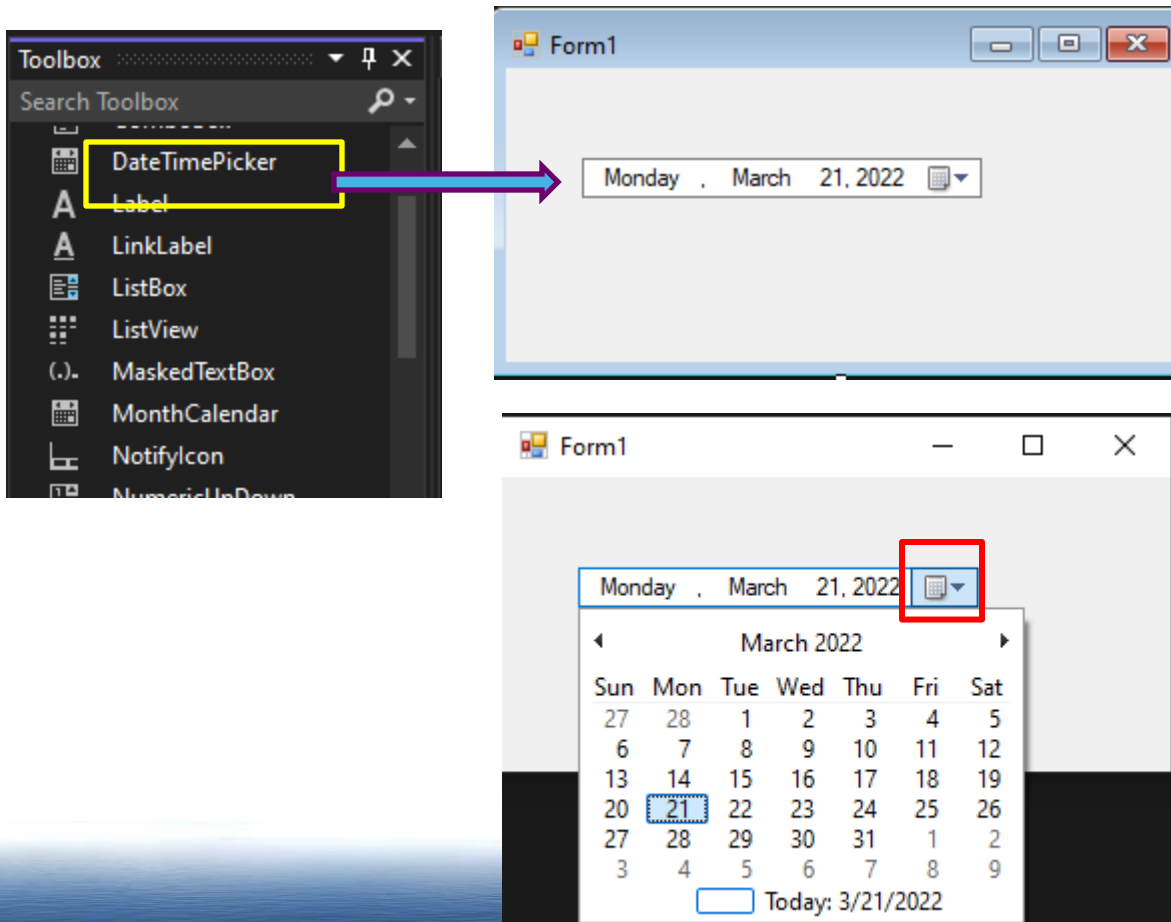 Toolbox
Search Toolbox
DateTimePicker
Label
LinkLabel
ListBox
ListView
MaskedTextBox
MonthCalendar
NotifyIcon
NumericUpDown
Form1
Monday , March 21, 2022
Form1
Monday , March 21, 2022
March 2022
Sun Mon Tue Wed Thu Fri Sat
27 28 1 2 3 4 5
6 7 8 9 10 11 12
13 14 15 16 17 18 19
20 21 22 23 24 25 26
27 28 29 30 31 1 2
3 4 5 6 7 8 9
Today: 3/21/2022